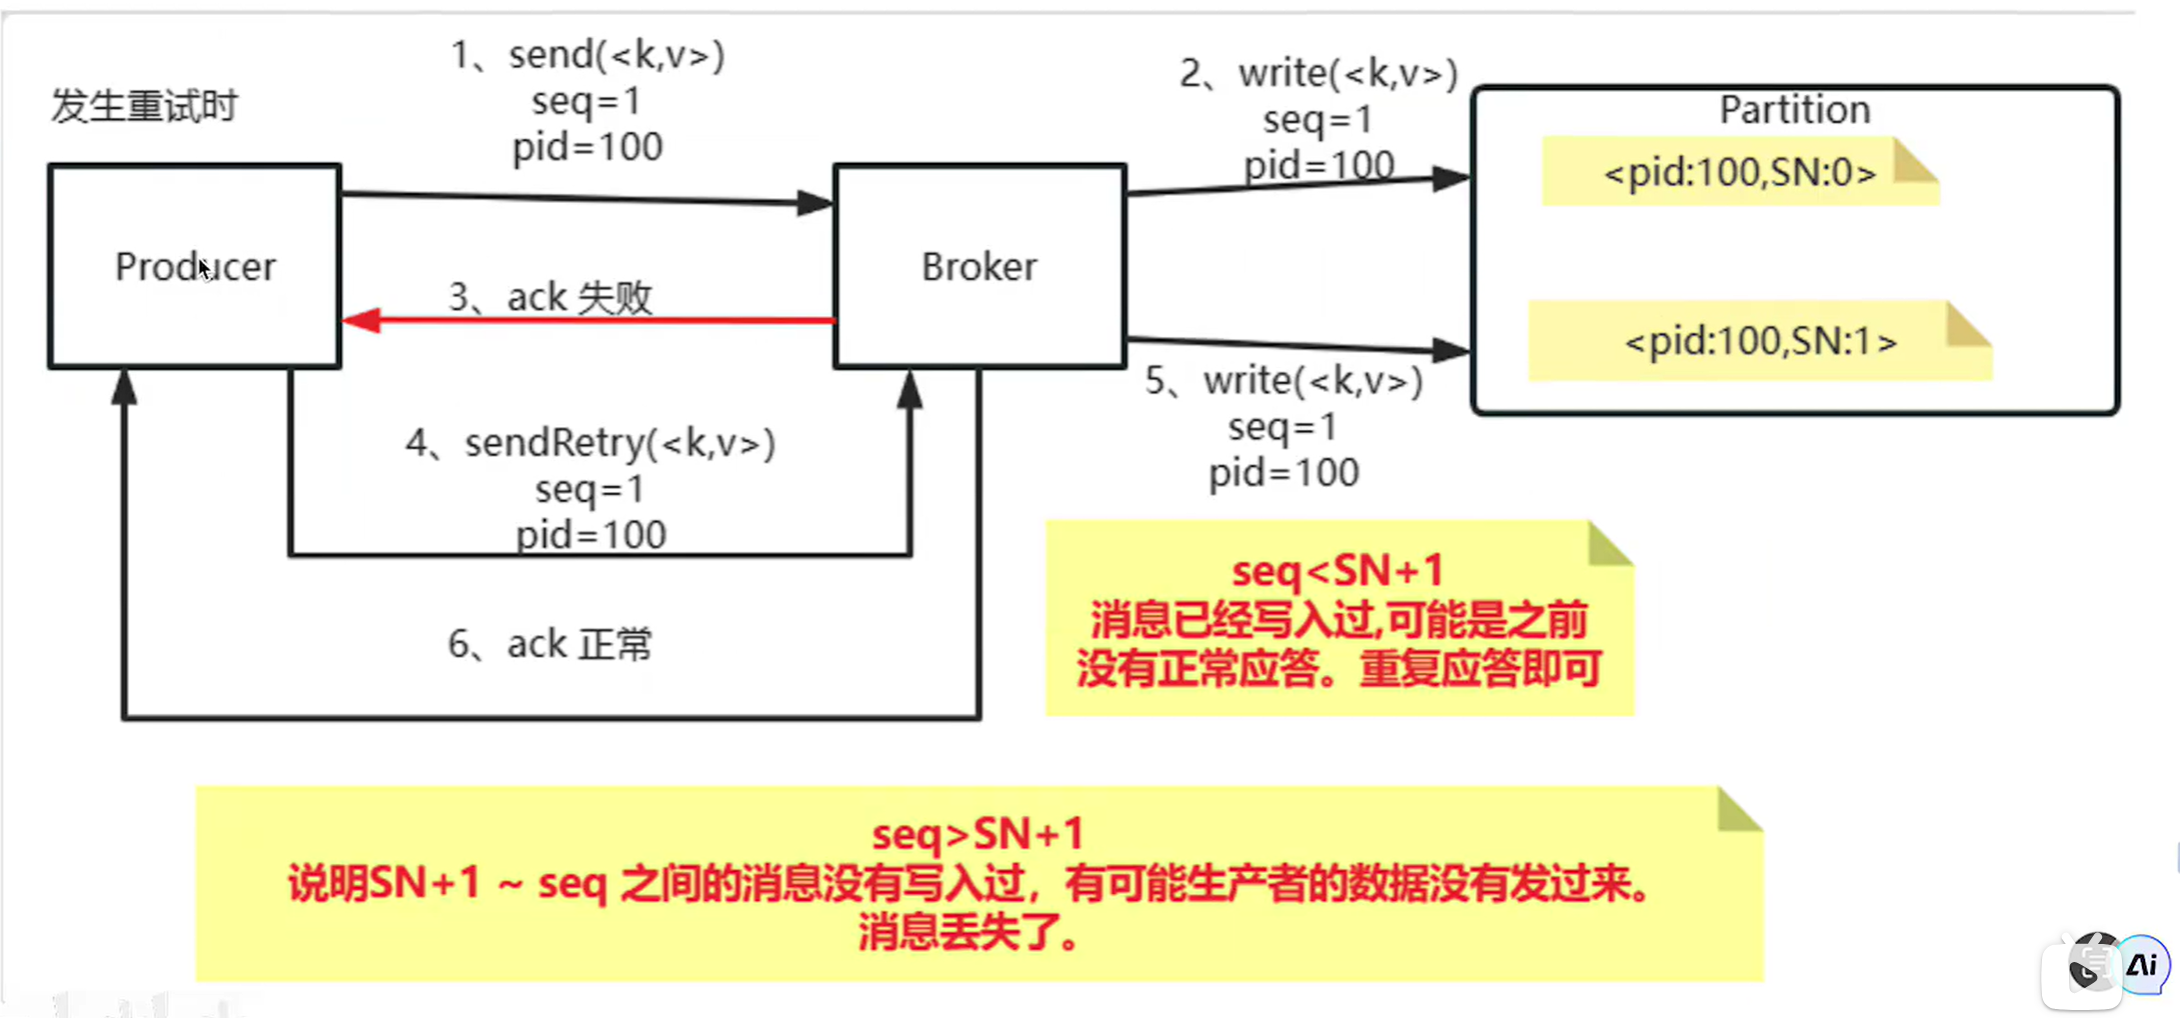 发生重试时
1、send(<k,v>)
seq=1
pid=100
2、write(<k,v>)
seq=1
pid=100
Partition
<pid:100,SN:0>
Producer
Broker
3、ack 失败
<pid:100,SN:1>
4、sendRetry(<k,v>)
seq=1
pid=100
5、write(<k,v>)
seq=1
pid=100
6、ack 正常
seq<SN+1
消息已经写入过,可能是之前
没有正常应答。重复应答即可
seq>SN+1
说明SN+1 ~ seq 之间的消息没有写入过，有可能生产者的数据没有发过来。
消息丢失了。
Ai